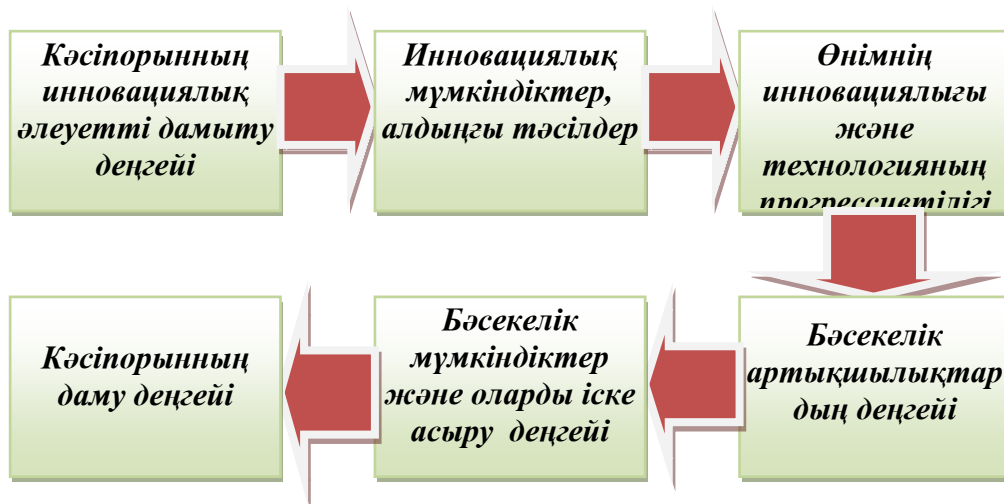 Кәсіпорынның
инновациялық
әлеуетті дамыту
деңгейі
Инновациялық
мүмкіндіктер,
алдыңғы тәсілдер
Өнімнің
инновациялығы
және
технологияның
прогрессивтілігі
Бәсекелік
артықшылықтар
дың деңгейі
Бәсекелік
мүмкіндіктер
және оларды іске
асыру деңгейі
Кәсіпорынның
даму деңгейі